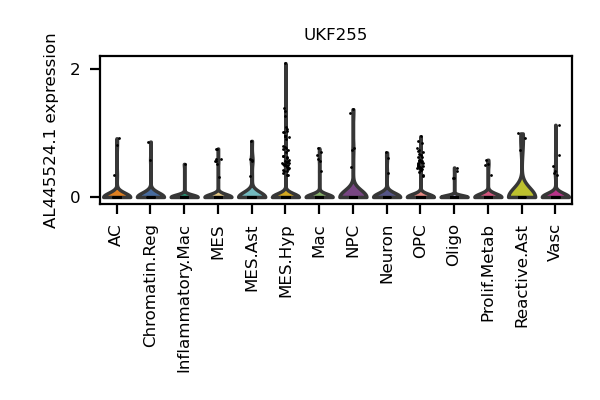 UKF255
AL445524.1 expression
2
0
AC
Chromatin.Reg
Inflammatory.Mac
MES
MES.Ast
MES.Hyp
Mac
NPC
Neuron
OPC
Oligo
Prolif.Metab
Reactive.Ast
Vasc